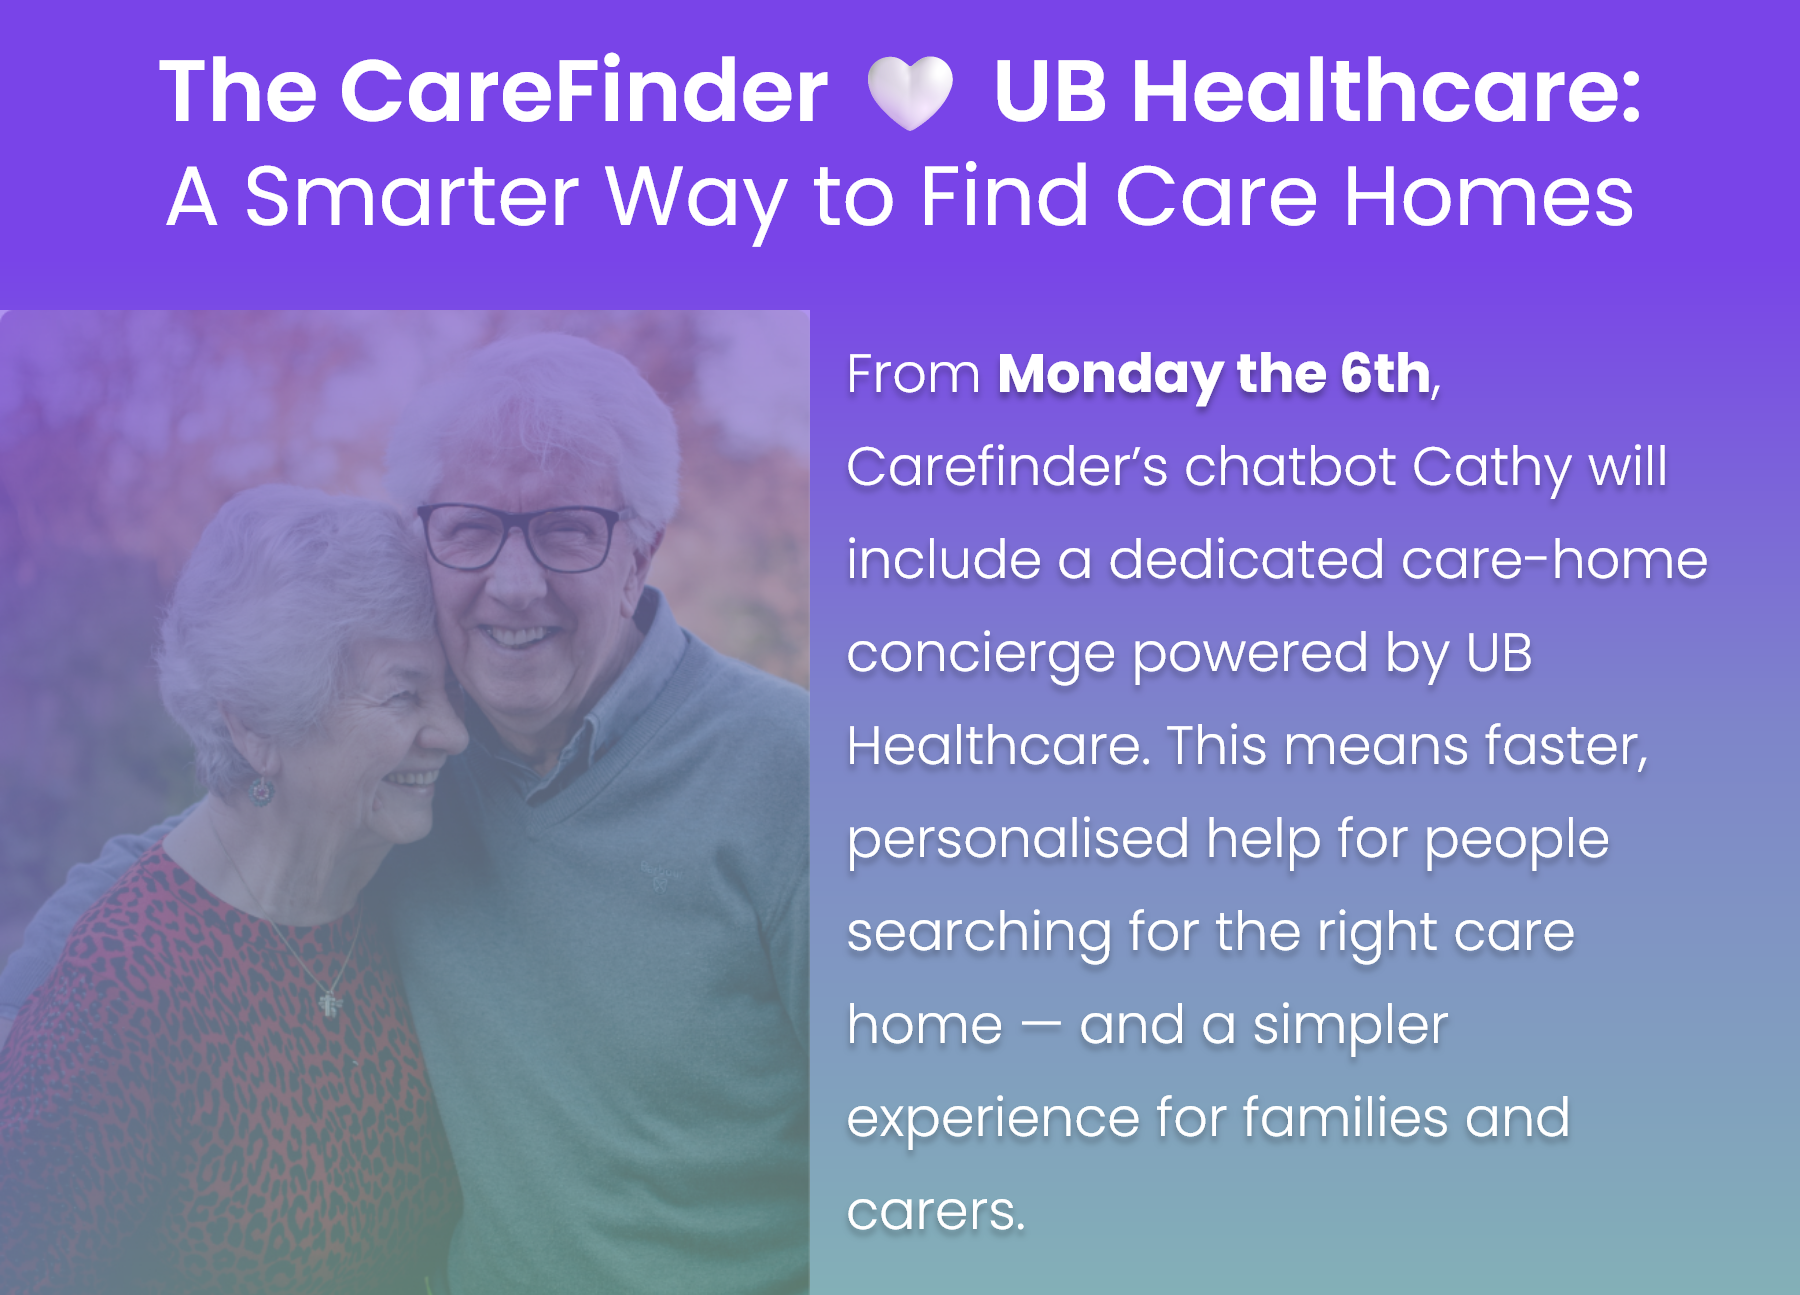 The CareFinder 🤍 UB Healthcare:
A Smarter Way to Find Care Homes
From Monday the 6th,
Carefinder’s chatbot Cathy will
include a dedicated care-home
concierge powered by UB
Healthcare. This means faster,
personalised help for people
searching for the right care
home — and a simpler
experience for families and
carers.